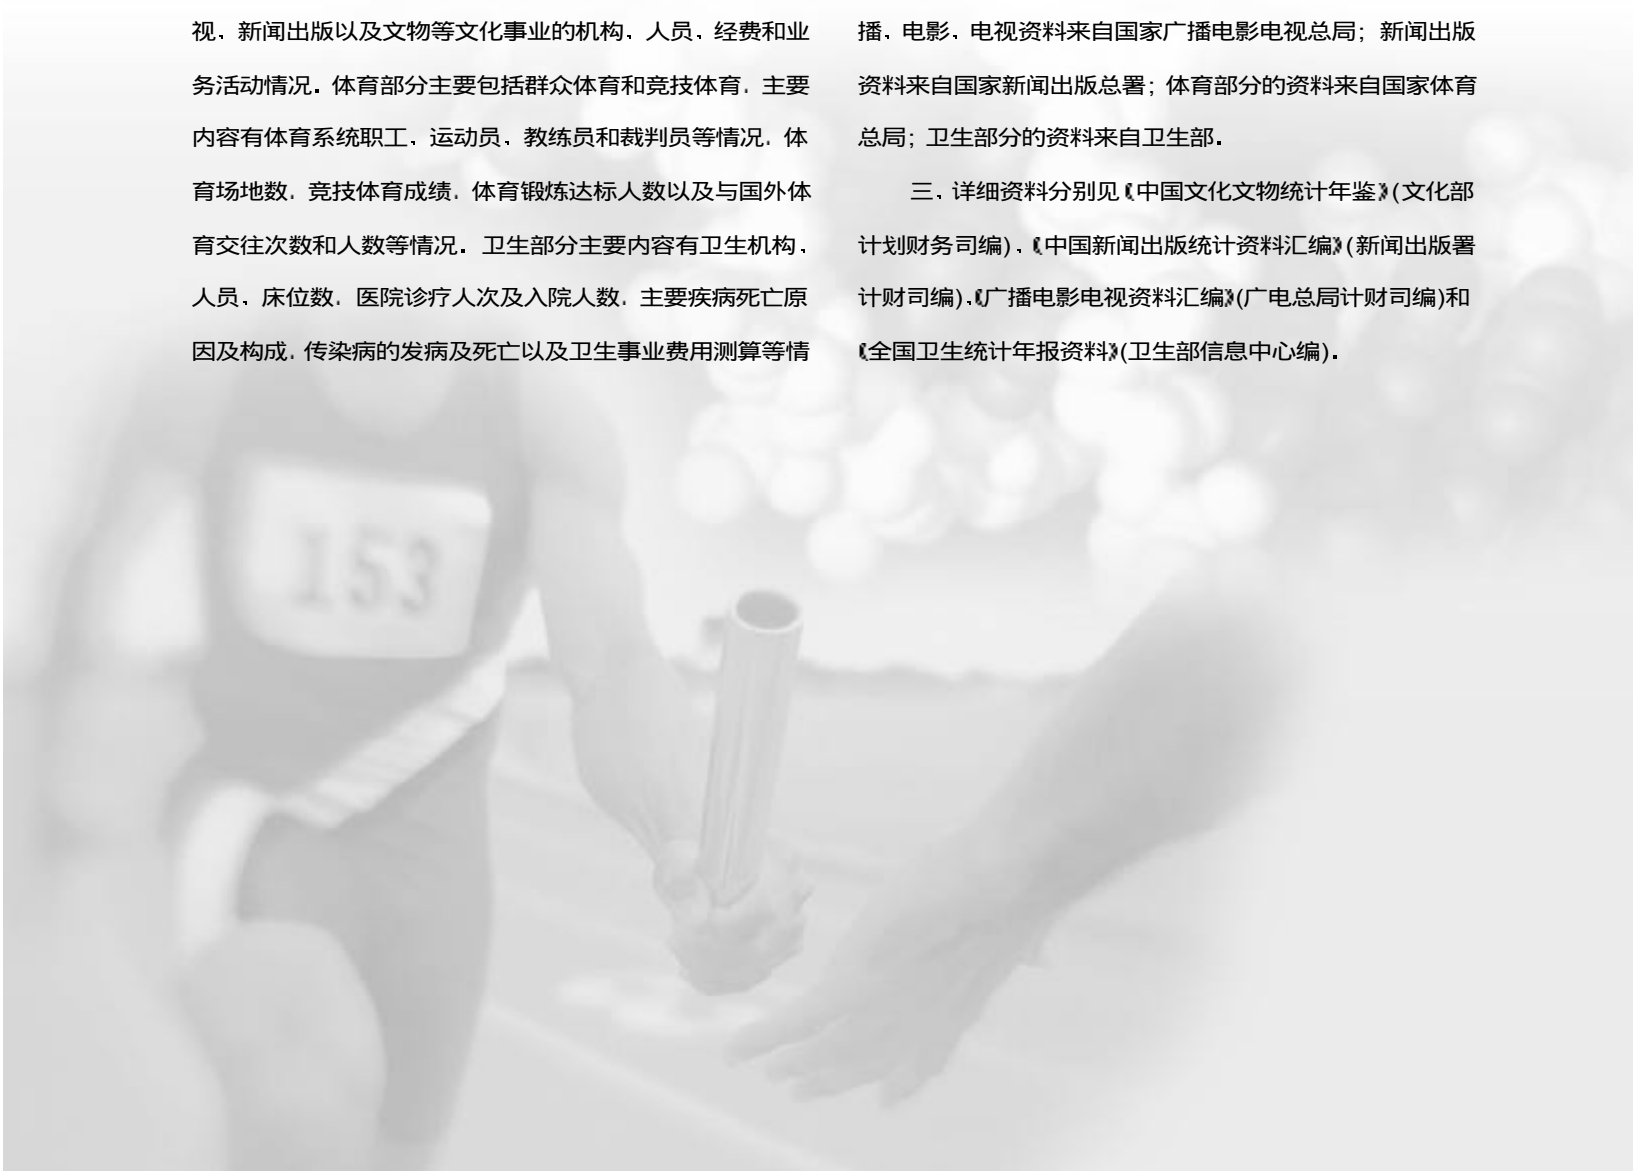 视、新闻出版以及文物等文化事业的机构、人员、经费和业
务活动情况. 体育部分主要包括群众体育和竞技体育, 主要
内容有体育系统职工、运动员、教练员和裁判员等情况, 体
育场地数, 竞技体育成绩, 体育锻炼达标人数以及与国外体
育交往次数和人数等情况. 卫生部分主要内容有卫生机构、
人员、床位数, 医院诊疗人次及入院人数, 主要疾病死亡原
因及构成, 传染病的发病及死亡以及卫生事业费用测算等情
播、电影、电视资料来自国家广播电影电视总局; 新闻出版
资料来自国家新闻出版总署; 体育部分的资料来自国家体育
总局; 卫生部分的资料来自卫生部.
三、详细资料分别见《中国文化文物统计年鉴》(文化部
计划财务司编)、《中国新闻出版统计资料汇编》(新闻出版署
计财司编)、《广播电影电视资料汇编》(广电总局计财司编)和
《全国卫生统计年报资料》(卫生部信息中心编).
153